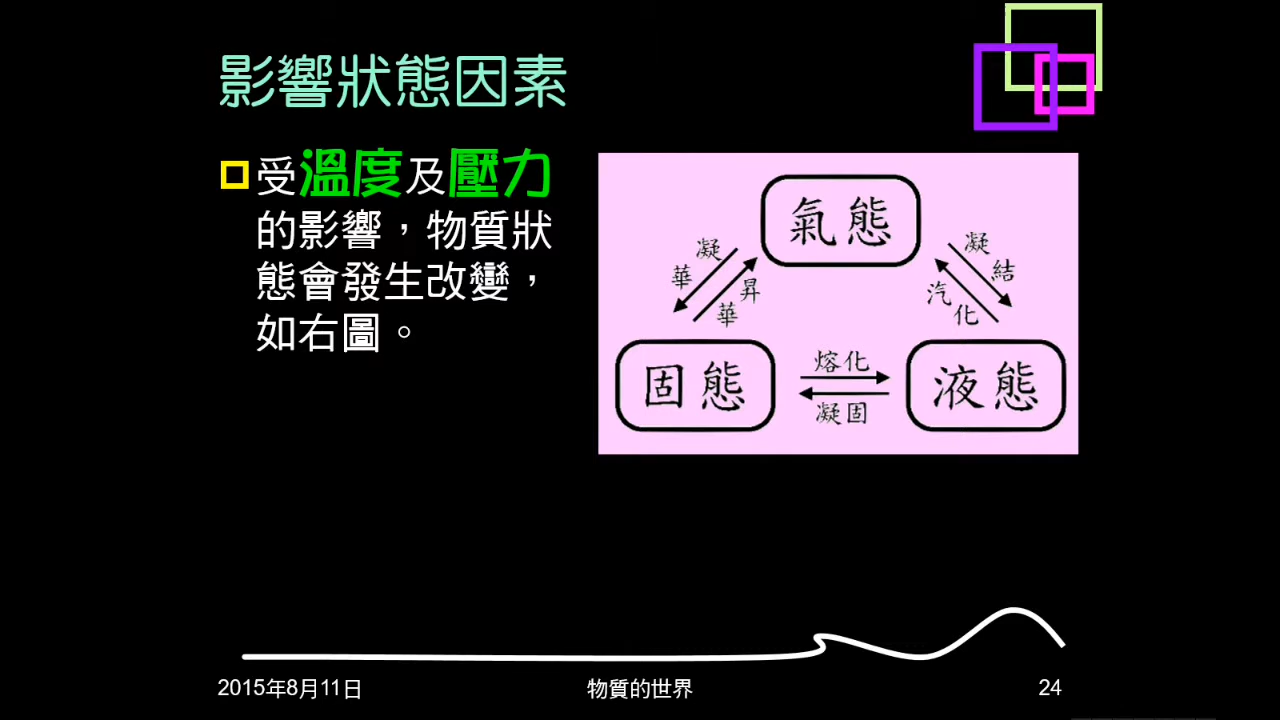 影響狀態因素
受溫度及壓力
的影響，物質狀
態會發生改變，
如右圖。
氣態
凝華
昇華
凝結
汽化
固態
熔化
凝固
液態
2015年8月11日
物質的世界
24